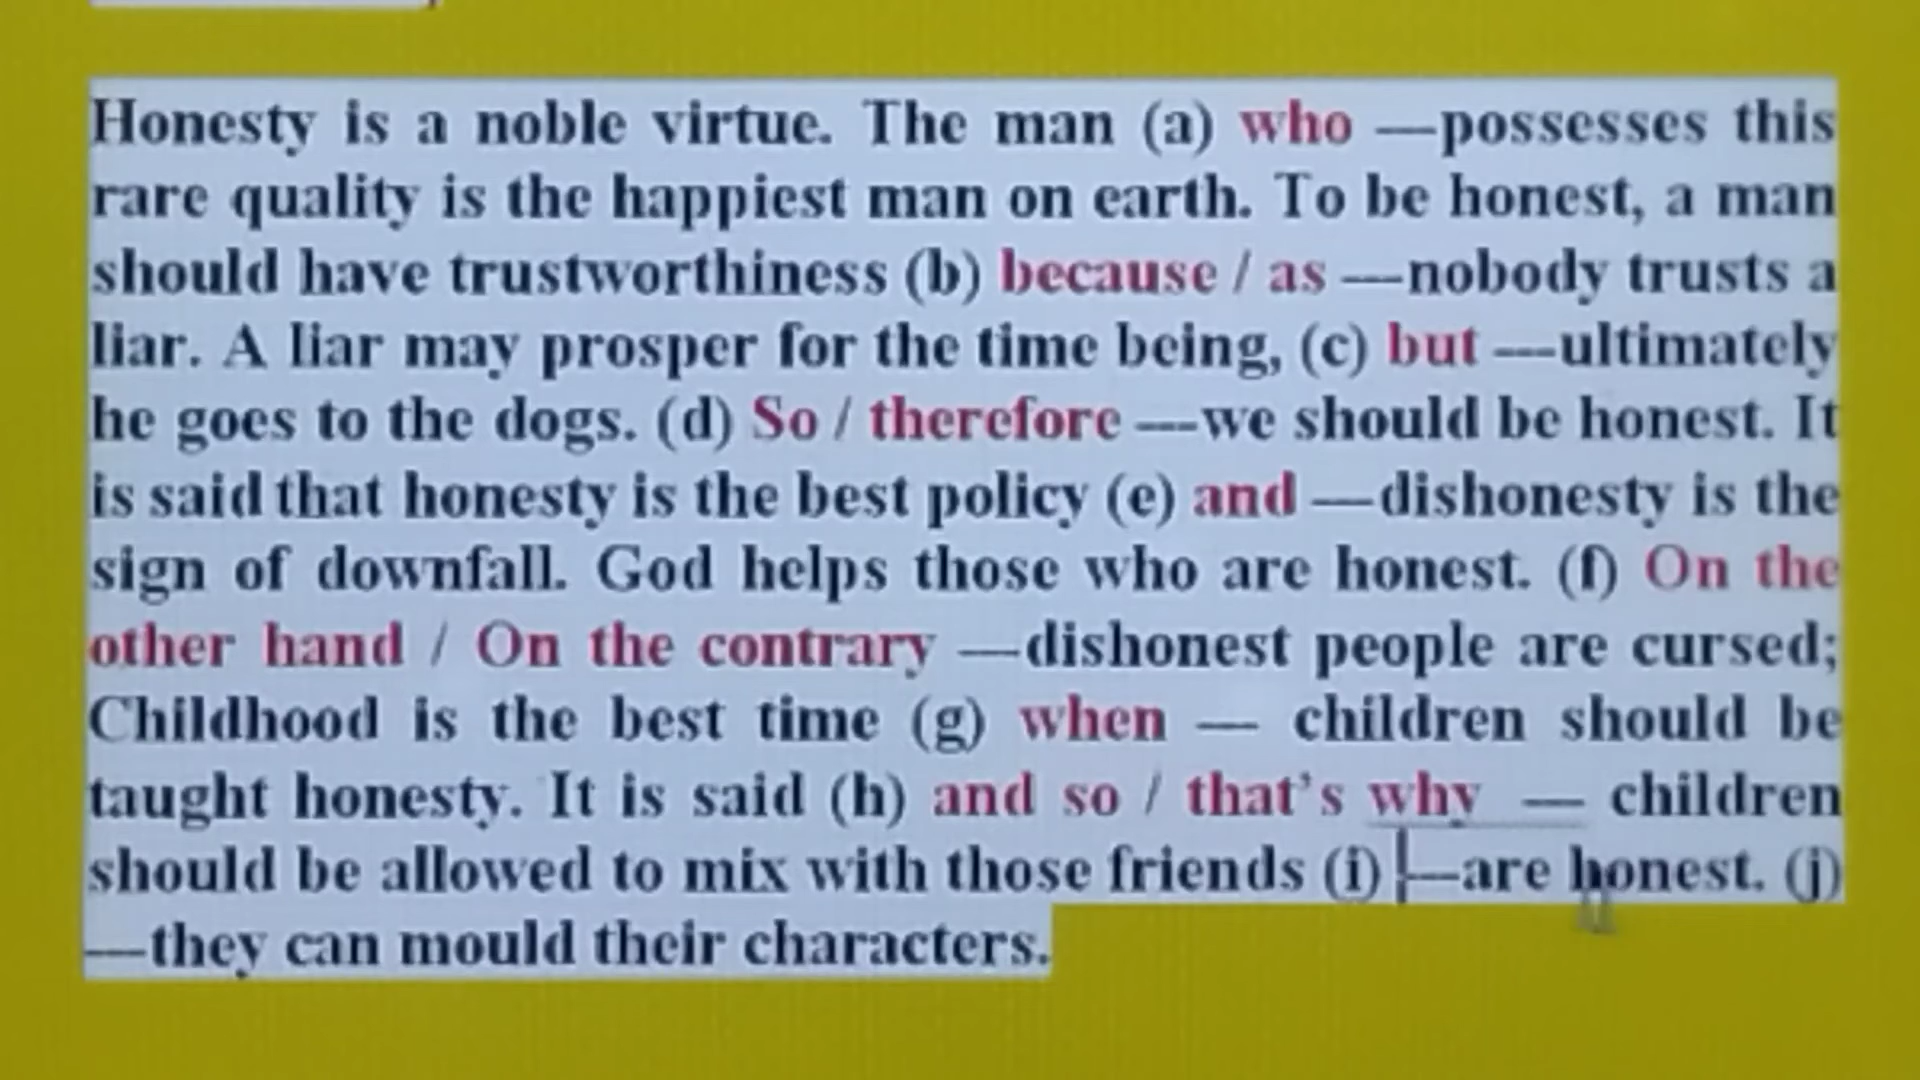 Honesty is a noble virtue. The man (a) who —possesses this
rare quality is the happiest man on earth. To be honest, a man
should have trustworthiness (b) because / as —nobody trusts a
liar. A liar may prosper for the time being, (c) but —ultimately
he goes to the dogs. (d) So / therefore —we should be honest. It
is said that honesty is the best policy (e) and —dishonesty is the
sign of downfall. God helps those who are honest. (f) On the
other hand / On the contrary —dishonest people are cursed;
Childhood is the best time (g) when — children should be
taught honesty. It is said (h) and so / that's why — children
should be allowed to mix with those friends (i) —are honest. (j)
—they can mould their characters.